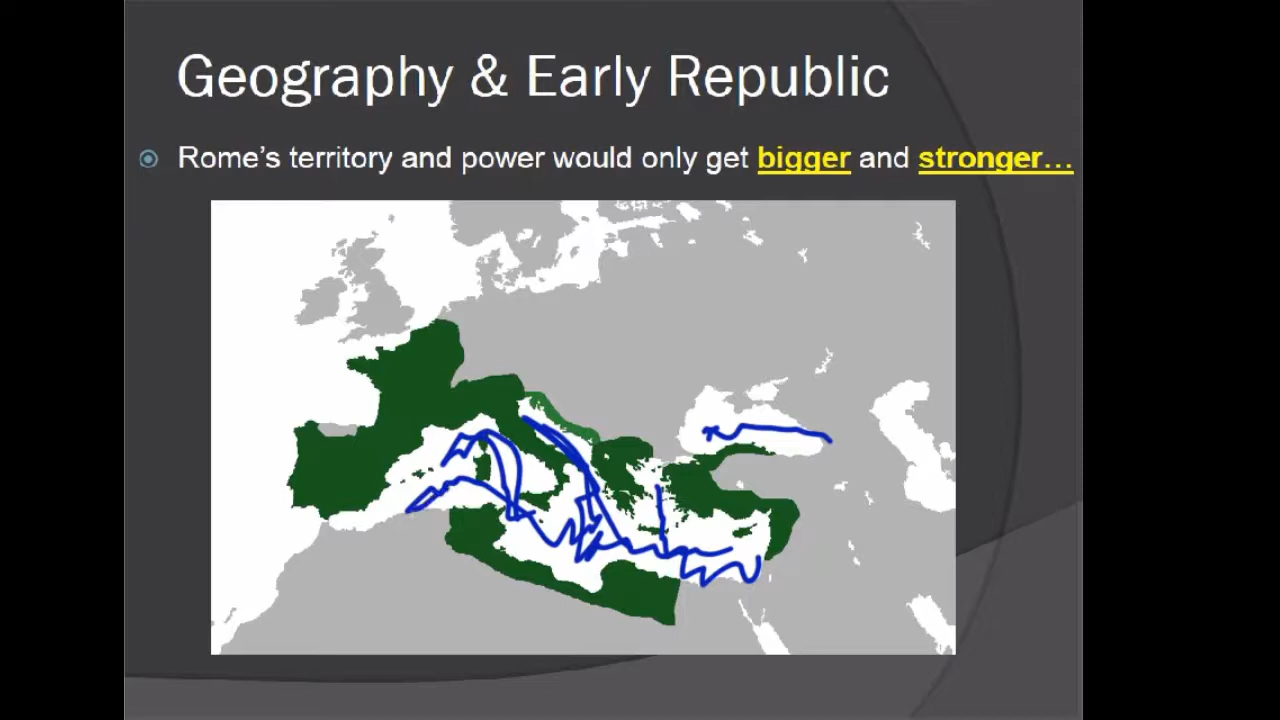 Geography & Early Republic
Rome's territory and power would only get bigger and stronger...